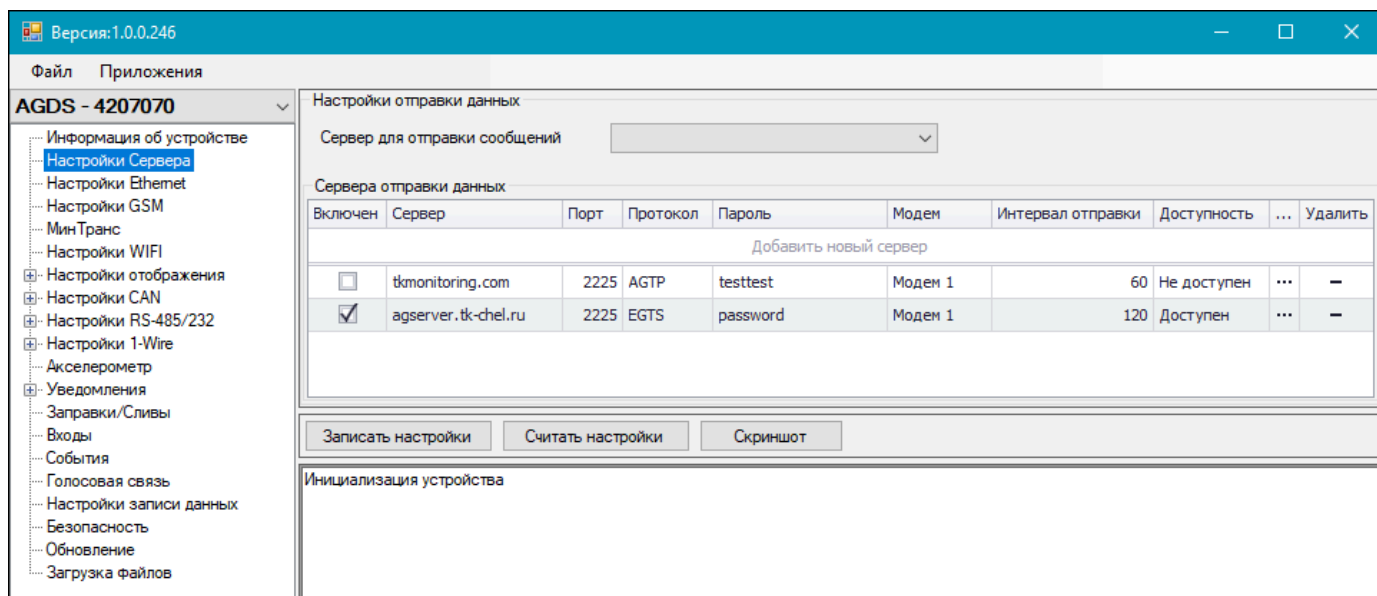 Версия:1.0.0.246
Файл Приложения
AGDS - 4207070
Информация об устройстве
Настройки Сервера
Настройки Ethernet
Настройки GSM
МинТранс
Настройки WIFI
Настройки отображения
Настройки CAN
Настройки RS-485/232
Настройки 1-Wire
Акселерометр
Уведомления
Заправки/Сливы
Входы
События
Голосовая связь
Настройки записи данных
Безопасность
Обновление
Загрузка файлов
Настройки отправки данных
Сервер для отправки сообщений
Сервера отправки данных
Включен Сервер Порт Протокол Пароль Модем Интервал отправки Доступность ... Удалить
Добавить новый сервер
tkmonitoring.com 2225 AGTP testtest Модем 1 60 Не доступен ... –
agserver.tk-chel.ru 2225 EGTS password Модем 1 120 Доступен ... –
Записать настройки Считать настройки Скриншот
Инициализация устройства